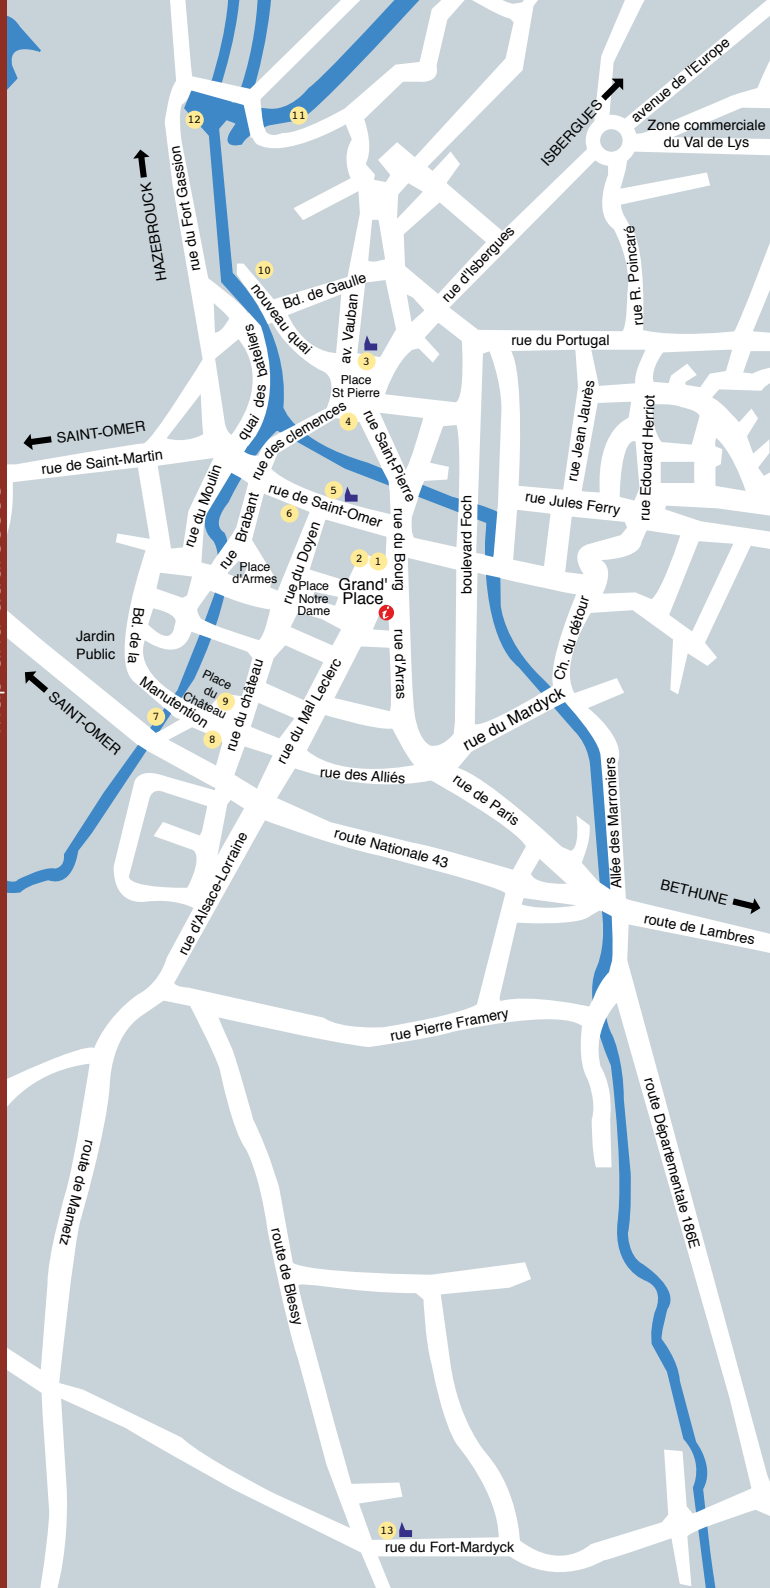 avenue de l'Europe
ISBERGUES
Zone commerciale
du Val de Lys
12
11
HAZEBROUCK
rue du Fort Gassion
10
nouveau quai
Bd. de Gaulle
av. Vauban
rue d'Isbergues
rue R. Poincaré
3
rue du Portugal
Place
St Pierre
quai des bateliers
rue des clemences
4
rue Saint-Pierre
rue Jean Jaurès
rue Edouard Herriot
SAINT-OMER
rue de Saint-Martin
rue du Moulin
5
rue de Saint-Omer
6
rue Brabant
rue du Doyen
rue du Bourg
boulevard Foch
rue Jules Ferry
2
1
Place
d'Armes
Grand'
Place
Place
Notre
Dame
i
Jardin
Public
Bd. de la
Manutention
rue d'Arras
Ch. du détour
SAINT-OMER
Place
du
Château
9
7
8
rue du château
rue du Mal Leclerc
rue du Mardyck
rue des Alliés
rue de Paris
Allée des Marroniers
route Nationale 43
rue d'Alsace-Lorraine
BETHUNE
route de Lambres
rue Pierre Framery
route Départementale 186E
route de Mametz
route de Blessy
13
rue du Fort-Mardyck